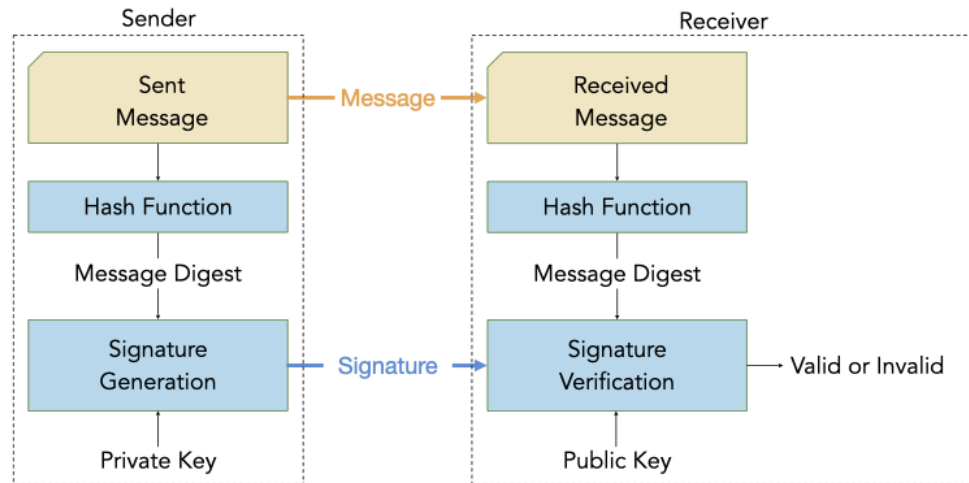 Sender
Receiver
Sent
Message
Message
Received
Message
Hash Function
Hash Function
Message Digest
Message Digest
Signature
Generation
Signature
Signature
Verification
Valid or Invalid
Private Key
Public Key